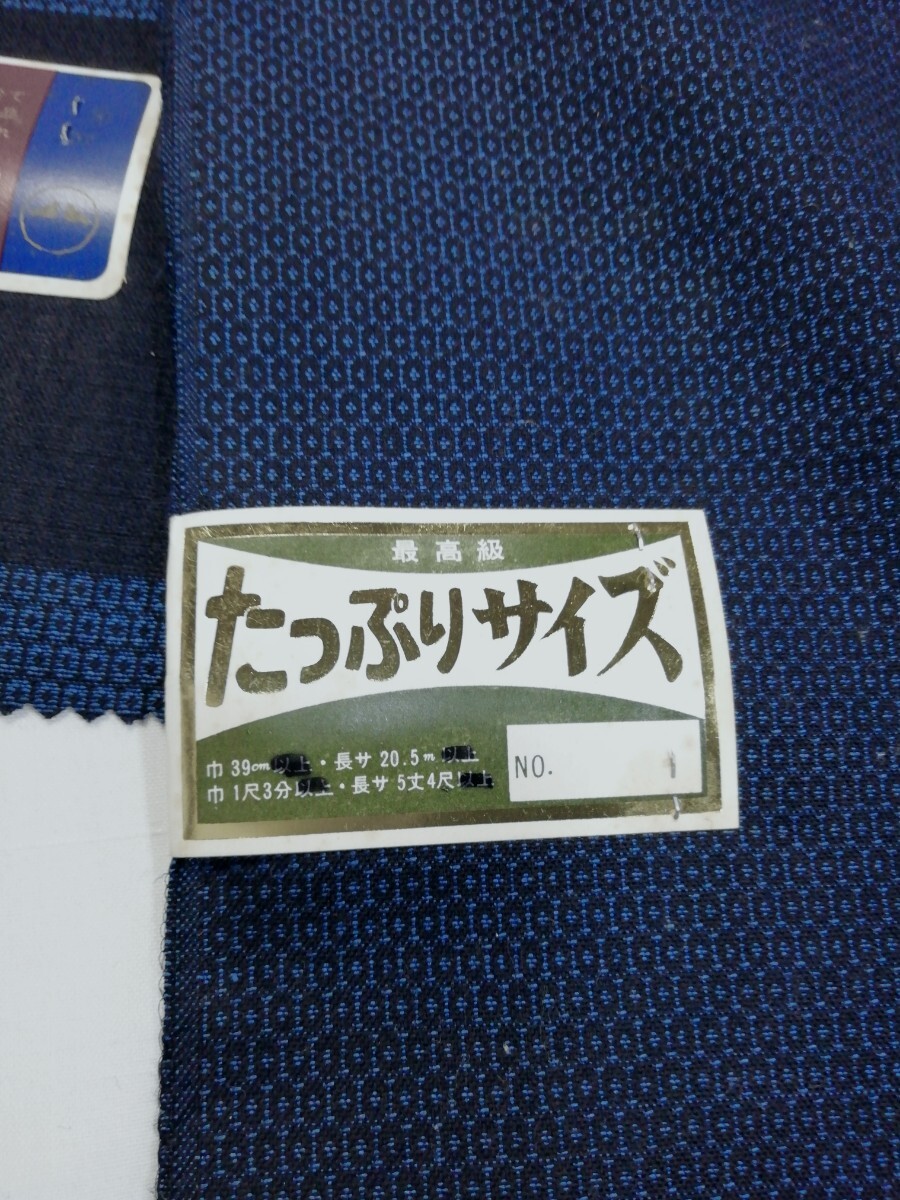 最高級
たっぷりサイズ
巾 39cm以上・長サ 20.5m以上
巾 1尺3分以上・長サ 5丈4尺以上
NO.